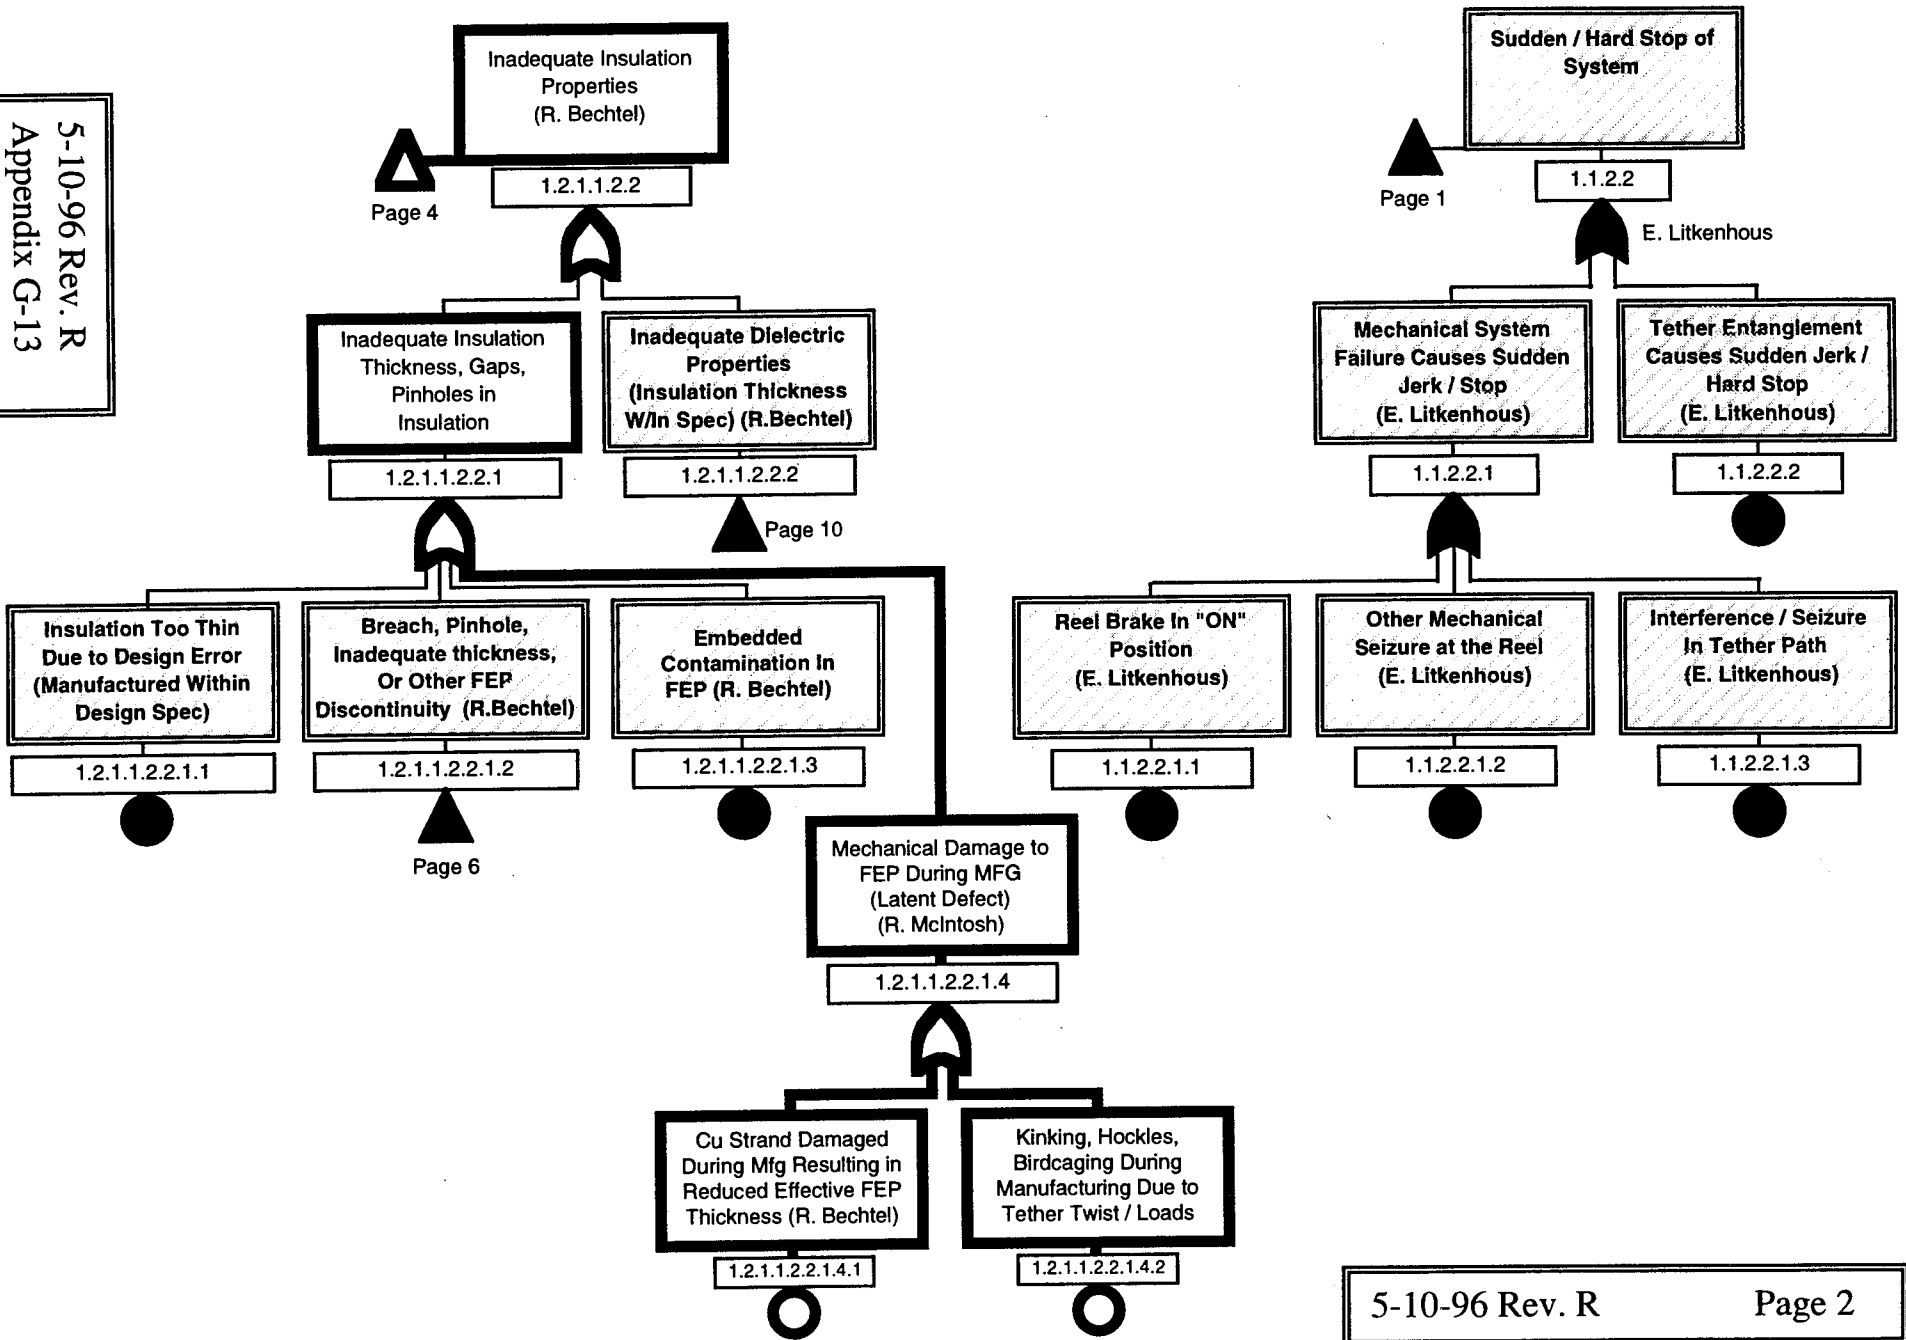 5-10-96 Rev. R
Appendix G-13
Inadequate Insulation
Properties
(R. Bechtel)
Page 4
1.2.1.1.2.2
Inadequate Insulation
Thickness, Gaps,
Pinholes in
Insulation
1.2.1.1.2.2.1
Inadequate Dielectric
Properties
(Insulation Thickness
W/In Spec) (R.Bechtel)
1.2.1.1.2.2.2
Page 10
Insulation Too Thin
Due to Design Error
(Manufactured Within
Design Spec)
1.2.1.1.2.2.1.1
Breach, Pinhole,
Inadequate thickness,
Or Other FEP
Discontinuity (R.Bechtel)
1.2.1.1.2.2.1.2
Page 6
Embedded
Contamination In
FEP (R. Bechtel)
1.2.1.1.2.2.1.3
Mechanical Damage to
FEP During MFG
(Latent Defect)
(R. McIntosh)
1.2.1.1.2.2.1.4
Cu Strand Damaged
During Mfg Resulting in
Reduced Effective FEP
Thickness (R. Bechtel)
1.2.1.1.2.2.1.4.1
Kinking, Hockles,
Birdcaging During
Manufacturing Due to
Tether Twist / Loads
1.2.1.1.2.2.1.4.2
Sudden / Hard Stop of
System
Page 1
1.1.2.2
E. Litkenhous
Mechanical System
Failure Causes Sudden
Jerk / Stop
(E. Litkenhous)
1.1.2.2.1
Tether Entanglement
Causes Sudden Jerk /
Hard Stop
(E. Litkenhous)
1.1.2.2.2
Reel Brake In "ON"
Position
(E. Litkenhous)
1.1.2.2.1.1
Other Mechanical
Seizure at the Reel
(E. Litkenhous)
1.1.2.2.1.2
Interference / Seizure
In Tether Path
(E. Litkenhous)
1.1.2.2.1.3
5-10-96 Rev. R Page 2